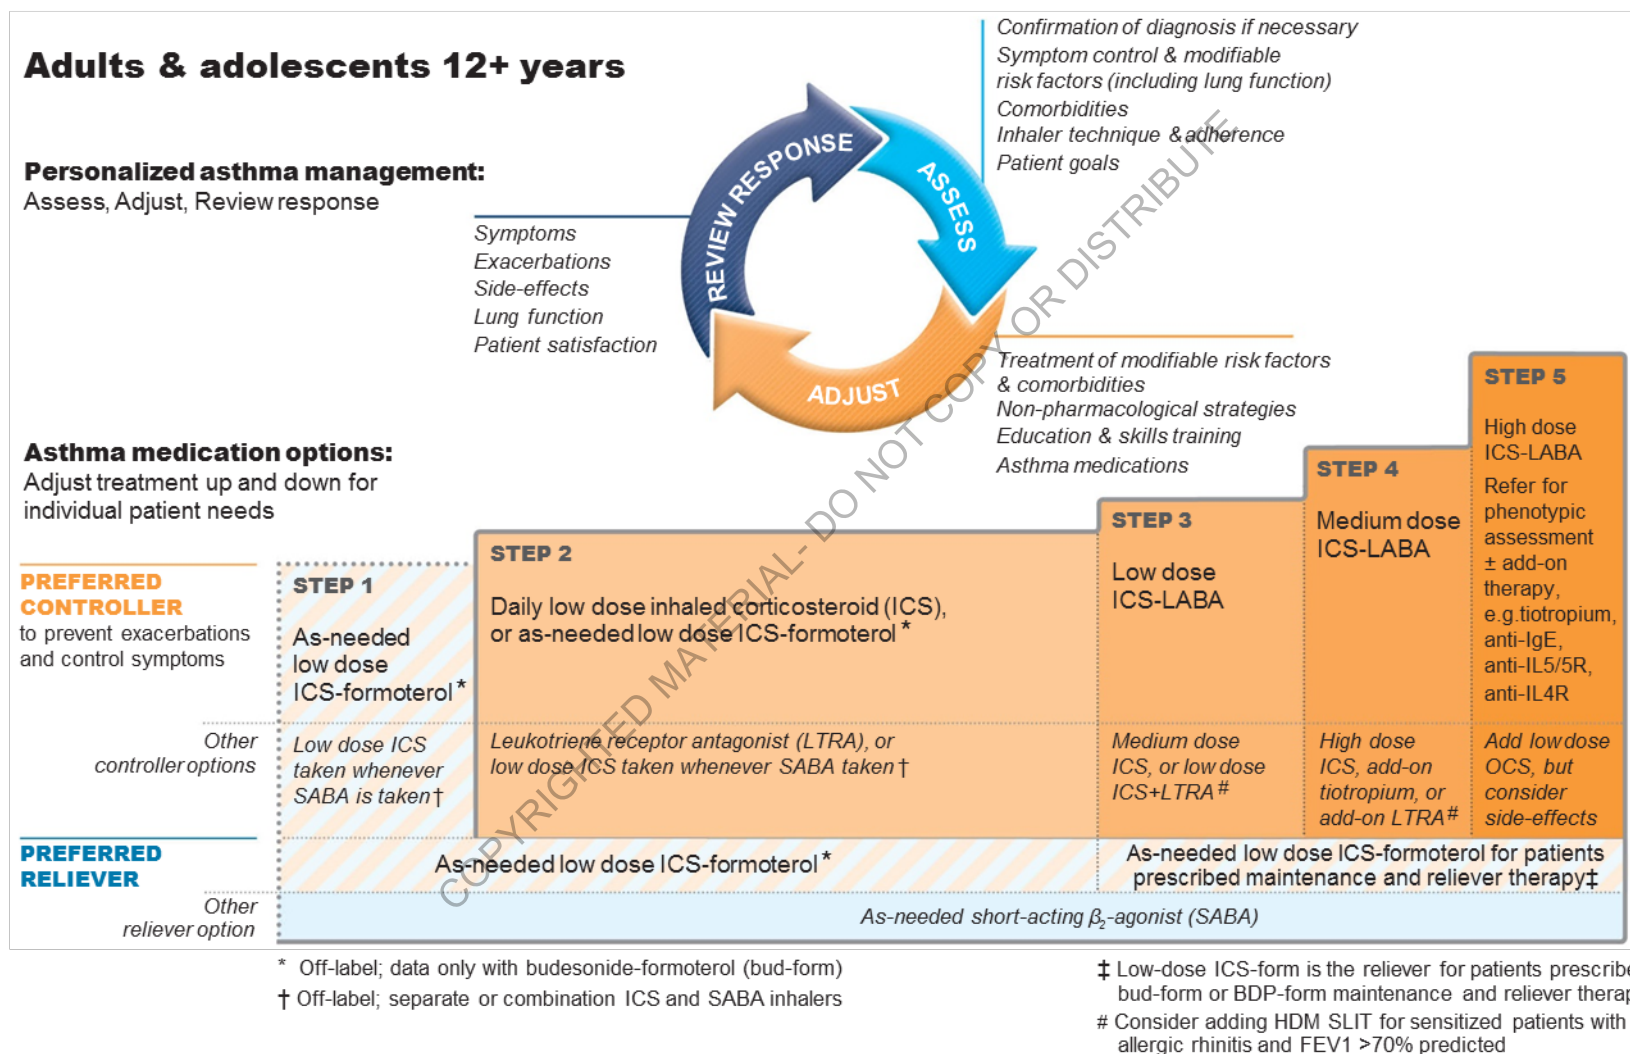 Adults & adolescents 12+ years
Personalized asthma management:
Assess, Adjust, Review response
Confirmation of diagnosis if necessary
Symptom control & modifiable
risk factors (including lung function)
Comorbidities
Inhaler technique & adherence
Patient goals
REVIEW RESPONSE
ASSESS
ADJUST
Symptoms
Exacerbations
Side-effects
Lung function
Patient satisfaction
Treatment of modifiable risk factors
& comorbidities
Non-pharmacological strategies
Education & skills training
Asthma medications
Asthma medication options:
Adjust treatment up and down for
individual patient needs
PREFERRED
CONTROLLER
to prevent exacerbations
and control symptoms
STEP 1
As-needed
low dose
ICS-formoterol*
STEP 2
Daily low dose inhaled corticosteroid (ICS),
or as-needed low dose ICS-formoterol*
STEP 3
Low dose
ICS-LABA
STEP 4
Medium dose
ICS-LABA
STEP 5
High dose
ICS-LABA
Refer for
phenotypic
assessment
± add-on
therapy,
e.g.tiotropium,
anti-IgE,
anti-IL5/5R,
anti-IL4R
Other
controller options
Low dose ICS
taken whenever
SABA is taken†
Leukotriene receptor antagonist (LTRA), or
low dose ICS taken whenever SABA taken†
Medium dose
ICS, or low dose
ICS+LTRA#
High dose
ICS, add-on
tiotropium, or
add-on LTRA#
Add low dose
OCS, but
consider
side-effects
PREFERRED
RELIEVER
As-needed low dose ICS-formoterol*
As-needed low dose ICS-formoterol for patients
prescribed maintenance and reliever therapy‡
Other
reliever option
As-needed short-acting β2-agonist (SABA)
* Off-label; data only with budesonide-formoterol (bud-form)
† Off-label; separate or combination ICS and SABA inhalers
‡ Low-dose ICS-form is the reliever for patients prescribe
bud-form or BDP-form maintenance and reliever therap
# Consider adding HDM SLIT for sensitized patients with
allergic rhinitis and FEV1 >70% predicted
COPYRIGHTED MATERIAL- DO NOT COPY OR DISTRIBUTE